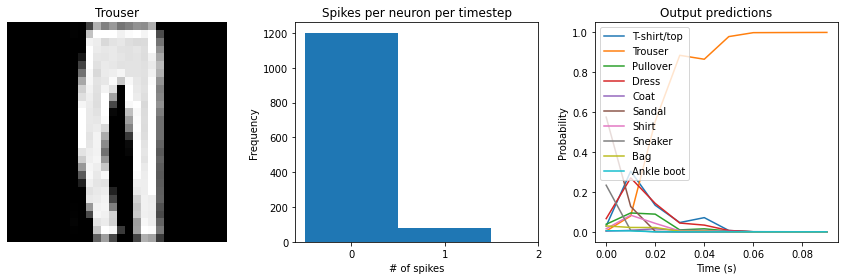 Trouser
Spikes per neuron per timestep
Frequency
1200
1000
800
600
400
200
0
0
1
2
# of spikes
Output predictions
Probability
1.0
0.8
0.6
0.4
0.2
0.0
T-shirt/top
Trouser
Pullover
Dress
Coat
Sandal
Shirt
Sneaker
Bag
Ankle boot
0.00
0.02
0.04
0.06
0.08
Time (s)